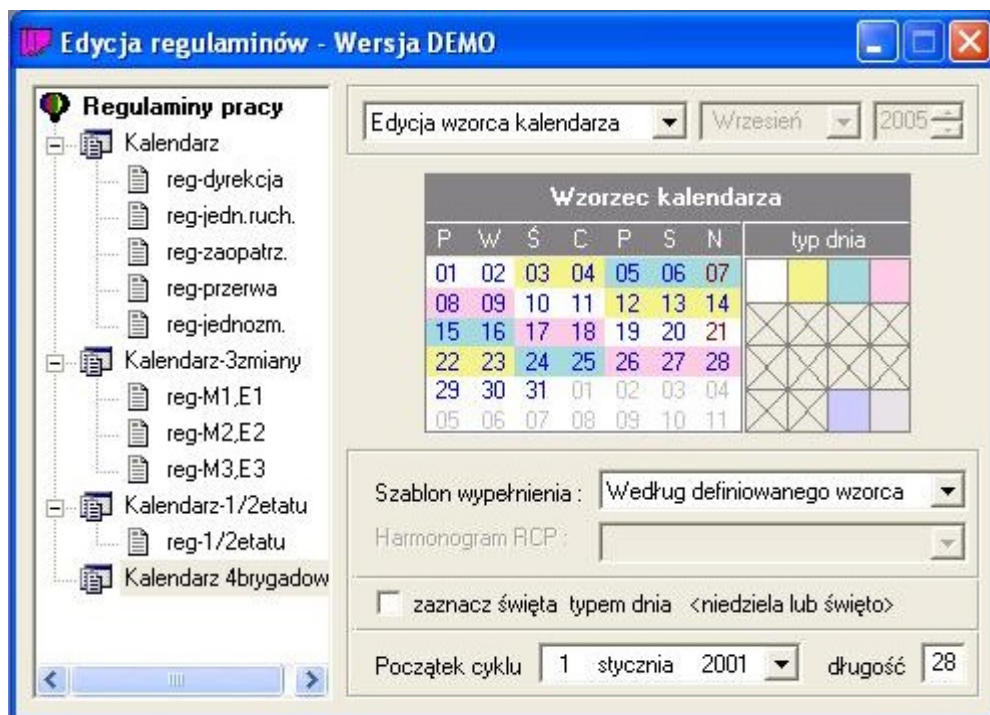 Edycja regulaminów - Wersja DEMO
Regulaminy pracy
Kalendarz
reg-dyrekcja
reg-jedn.ruch.
reg-zaopatrz.
reg-przerwa
reg-jednozm.
Kalendarz-3zmiany
reg-M1,E1
reg-M2,E2
reg-M3,E3
Kalendarz-1/2etatu
reg-1/2etatu
Kalendarz 4brygadow
Edycja wzorca kalendarza Wrzesień 2005
Wzorzec kalendarza
P W Ś C P S N typ dnia
01 02 03 04 05 06 07
08 09 10 11 12 13 14
15 16 17 18 19 20 21
22 23 24 25 26 27 28
29 30 31 01 02 03 04
05 06 07 08 09 10 11
Szablon wypełnienia : Według definiowanego wzorca
Harmonogram RCP :
zaznacz święta typem dnia <niedziela lub święto>
Początek cyklu 1 stycznia 2001 długość 28